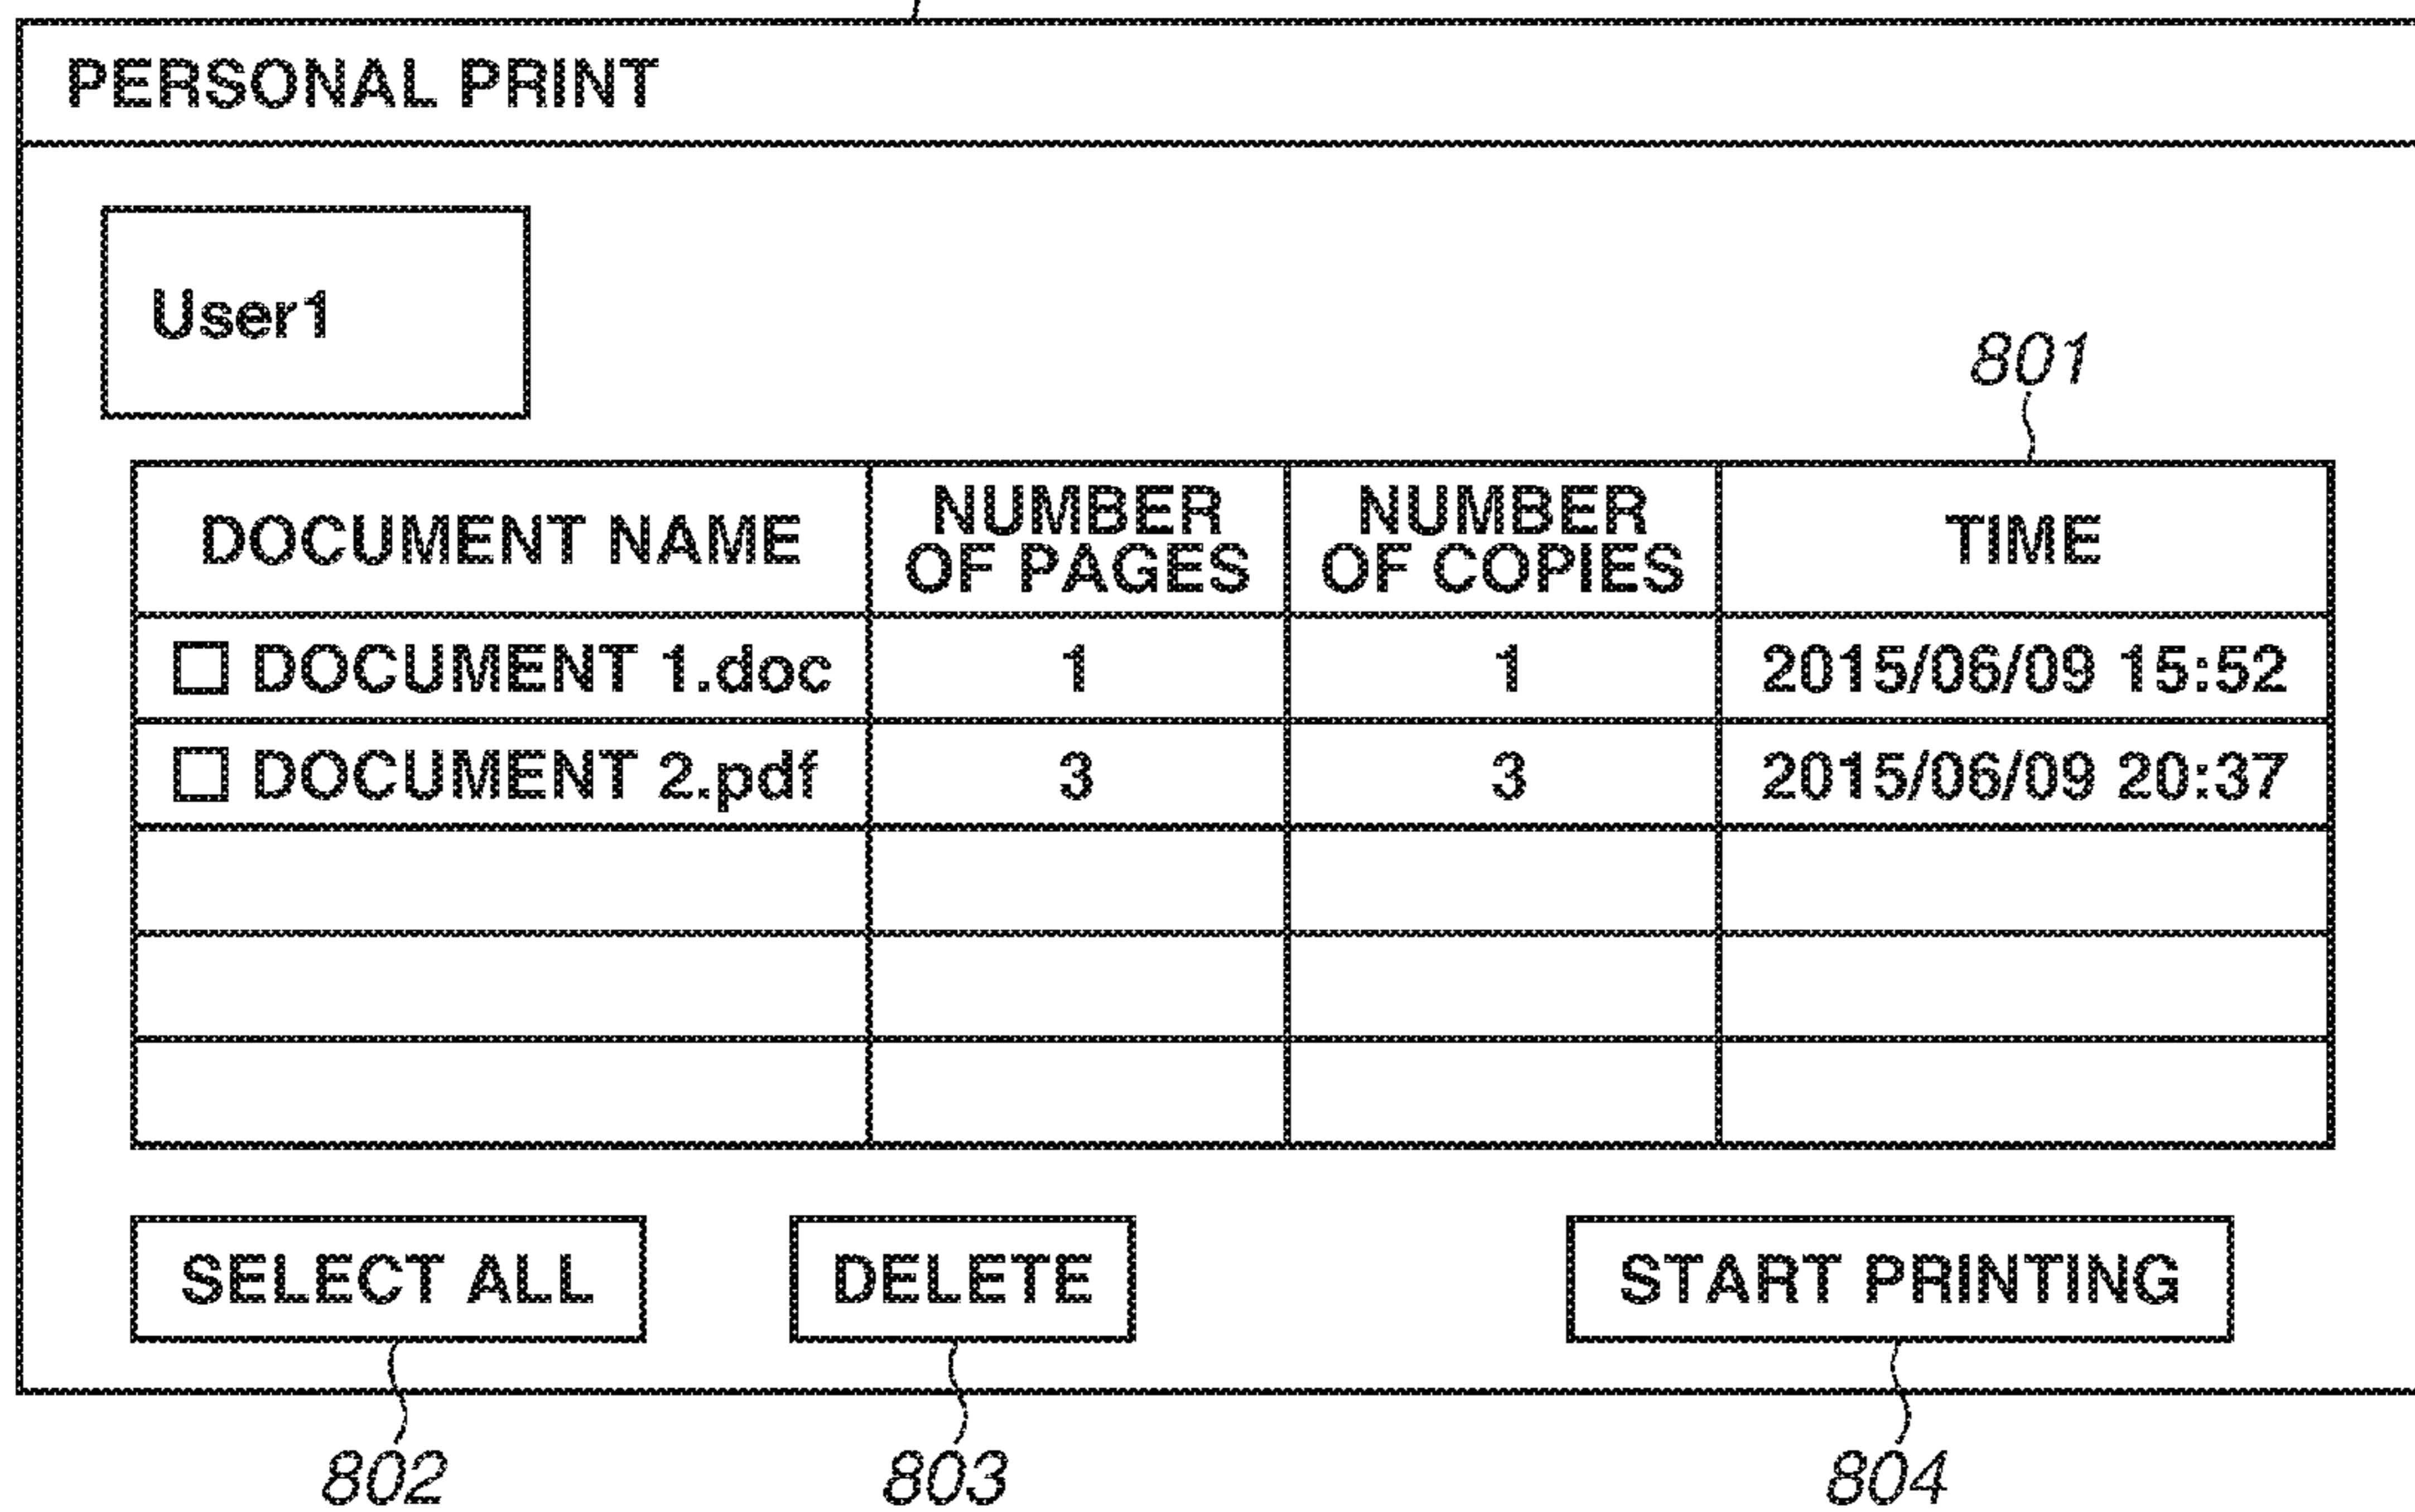 PERSONAL PRINT
User1
801
DOCUMENT NAME NUMBER OF PAGES NUMBER OF COPIES TIME
DOCUMENT 1.doc 1 1 2015/06/09 15:52
DOCUMENT 2.pdf 3 3 2015/06/09 20:37
SELECT ALL DELETE START PRINTING
802 803 804